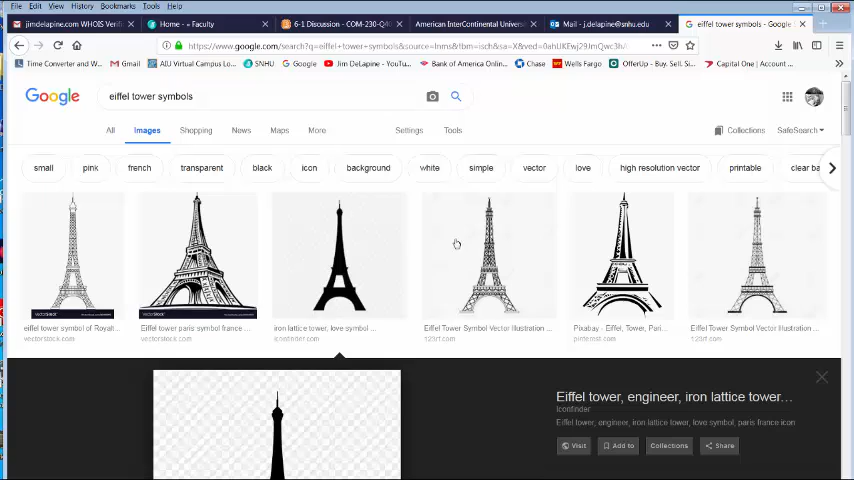 File Edit View History Bookmarks Tools Help
jimdelapine.com WHOIS Verifi
Home - » Faculty
6-1 Discussion - COM-230-Q4
American InterContinental Univers
Mail - j.delapine@snhu.edu
eiffel tower symbols - Google
https://www.google.com/search?q=eiffel+tower+symbols&source=lnms&tbm=isch&sa=X&ved=
Time Converter and W... Gmail AIU Virtual Campus Lo... SNHU Google Jim DeLapine - YouTu... Bank of America Onlin... Chase Wells Fargo OfferUp - Buy. Sell. Si... Capital One | Account...
Google eiffel tower symbols
All Images Shopping News Maps More Settings Tools Collections SafeSearch
small pink french transparent black icon background white simple vector love high resolution vector printable clear ba
VectorStock
VectorStock
eiffel tower symbol of Royalt...
vectorstock.com
Eiffel tower paris symbol france ...
vectorstock.com
iron lattice tower, love symbol ...
iconfinder.com
Eiffel Tower Symbol Vector Illustration ...
123rf.com
Pixabay - Eiffel, Tower, Pari...
pinterest.com
Eiffel Tower Symbol Vector Illustration ...
123rf.com
Eiffel tower, engineer, iron lattice tower...
Iconfinder
Eiffel tower, engineer, iron lattice tower, love symbol, paris france icon
Visit Add to Collections Share